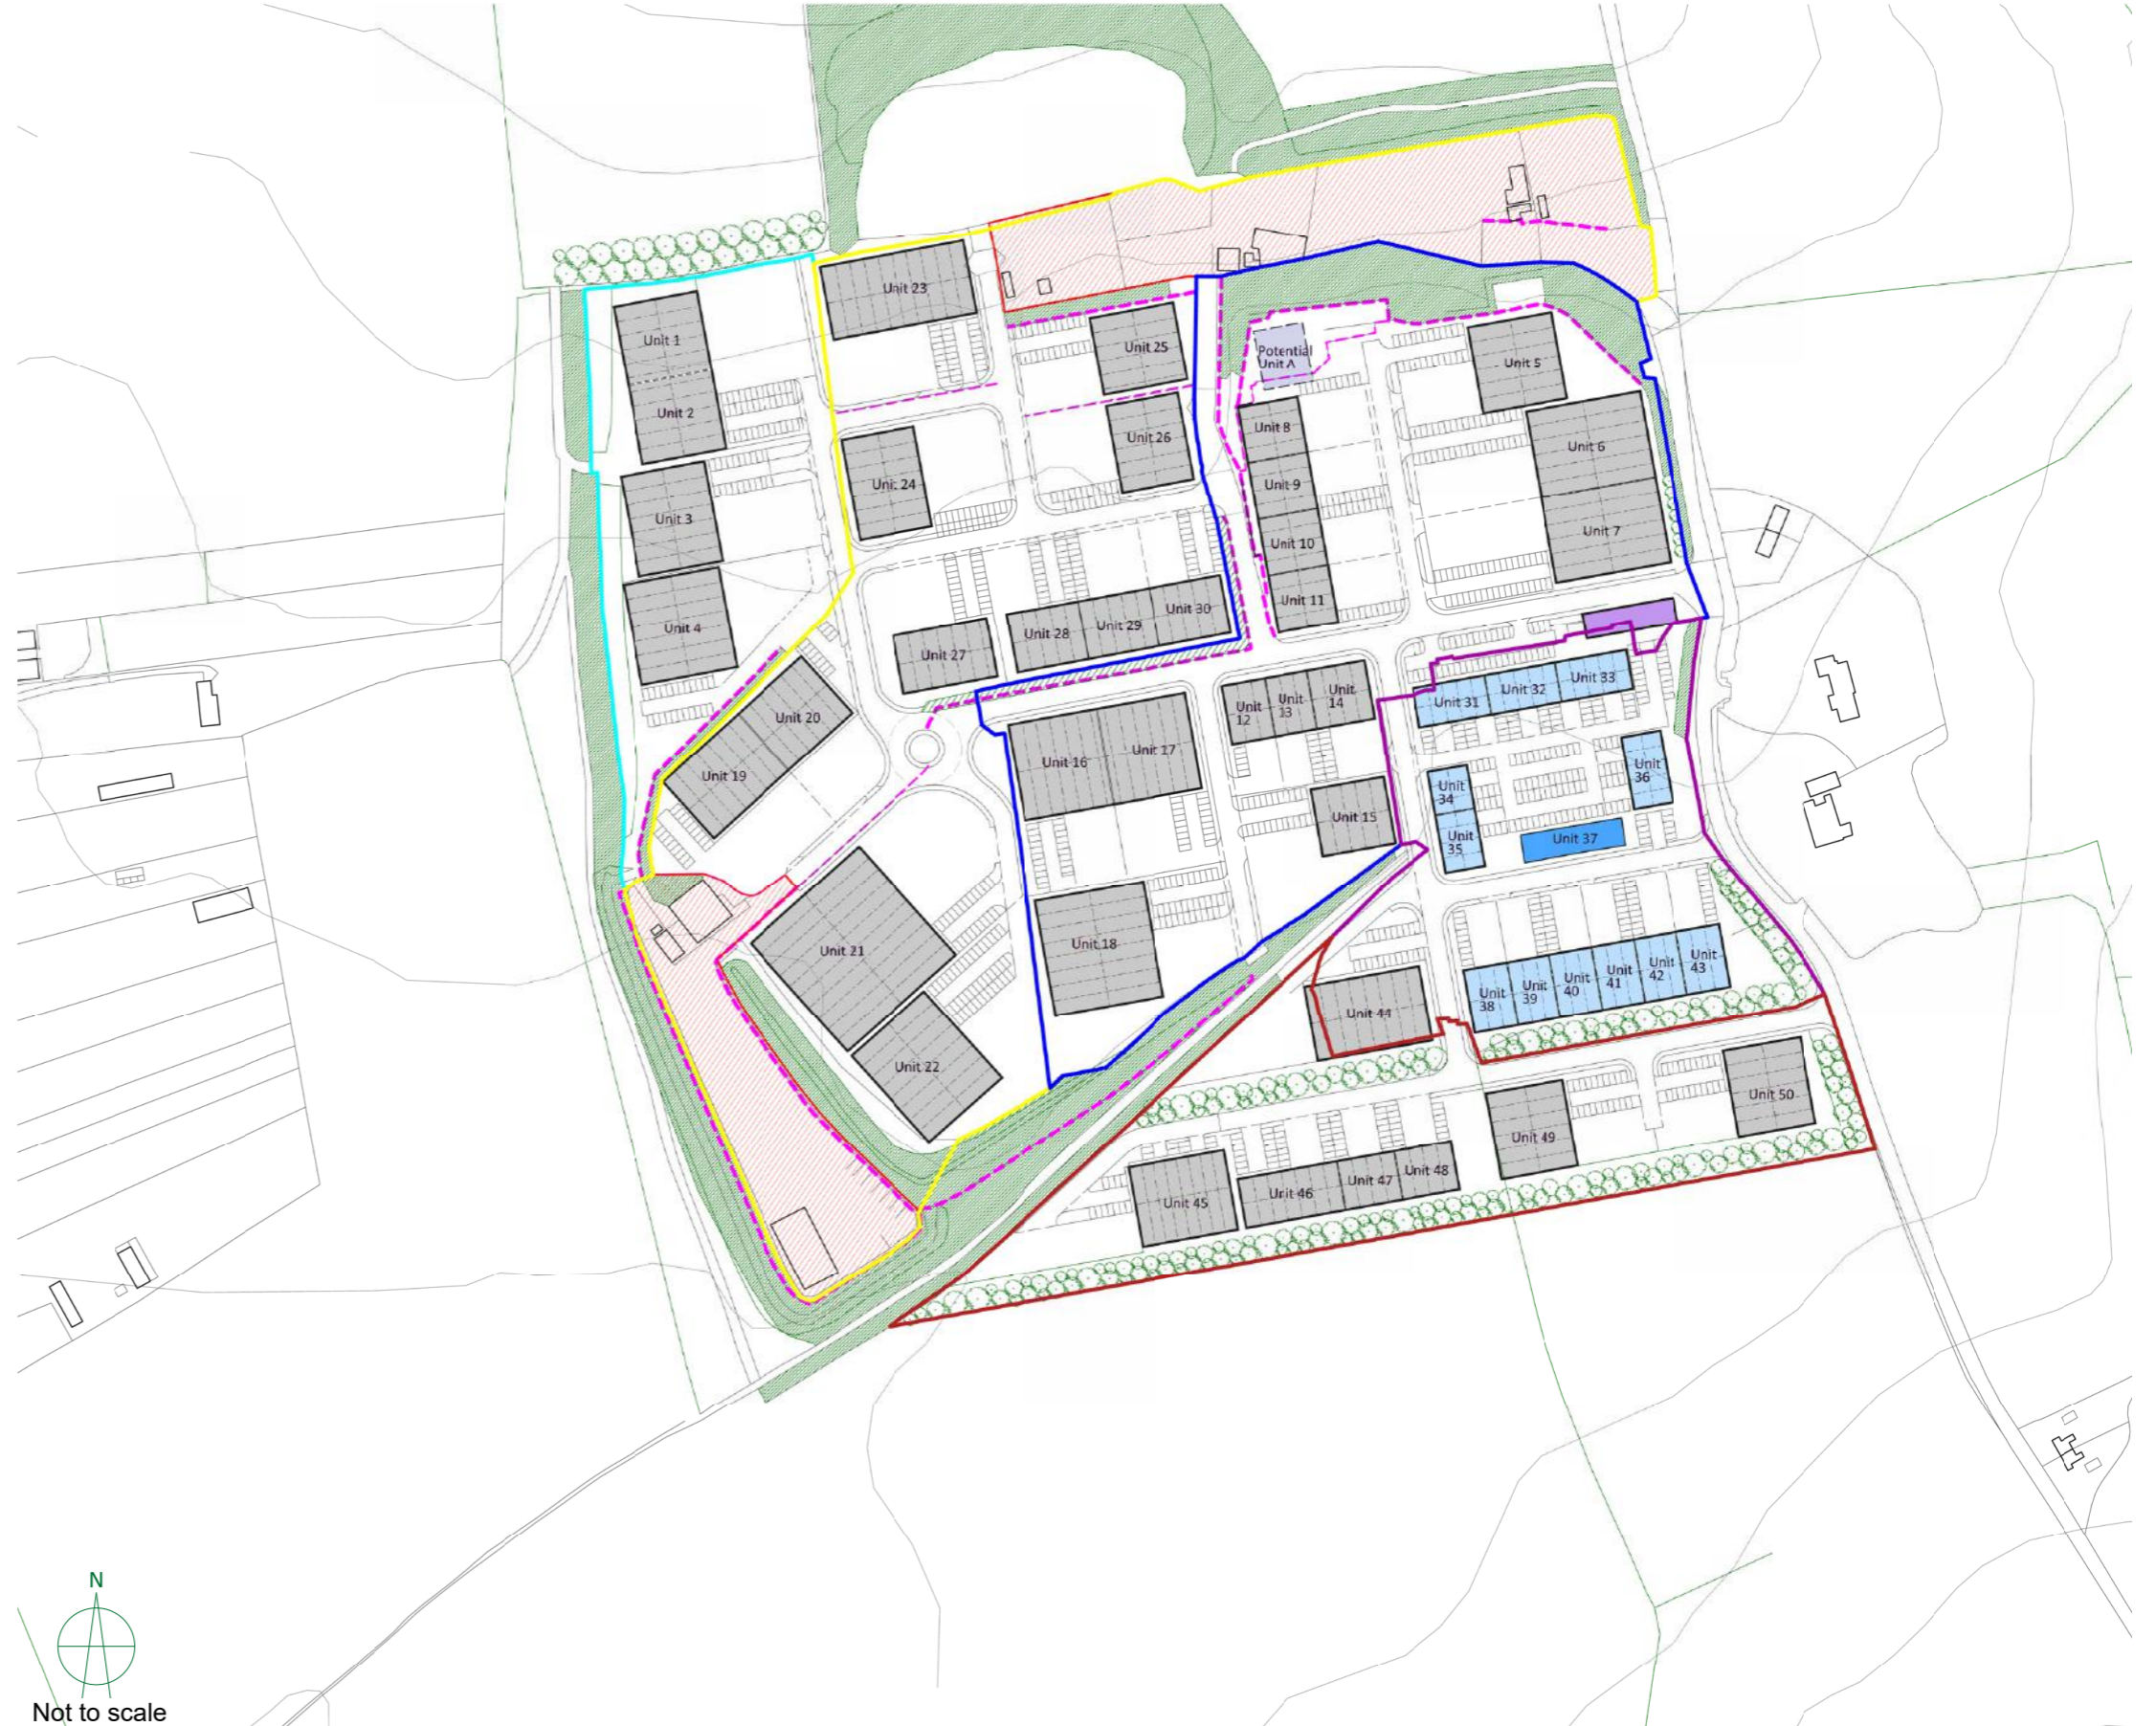 Unit 23
Unit 1
Unit 25
Potential
Unit A
Unit 5
Unit 2
Unit 26
Unit 8
Unit 6
Unit 24
Unit 9
Unit 3
Unit 7
Unit 10
Unit 11
Unit 30
Unit 29
Unit 28
Unit 4
Unit 27
Unit 33
Unit 32
Unit 31
Unit
14
Unit
13
Unit
12
Unit 20
Unit 17
Unit 16
Unit 19
Unit
36
Unit
34
Unit 15
Unit
35
Unit 37
Unit 18
Unit 21
Unit
43
Unit
42
Unit
41
Unit
40
Unit
39
Unit
38
Unit 44
Unit 22
Unit 50
Unit 49
Unit 48
Unit 47
Unit 46
Unit 45
N
Not to scale